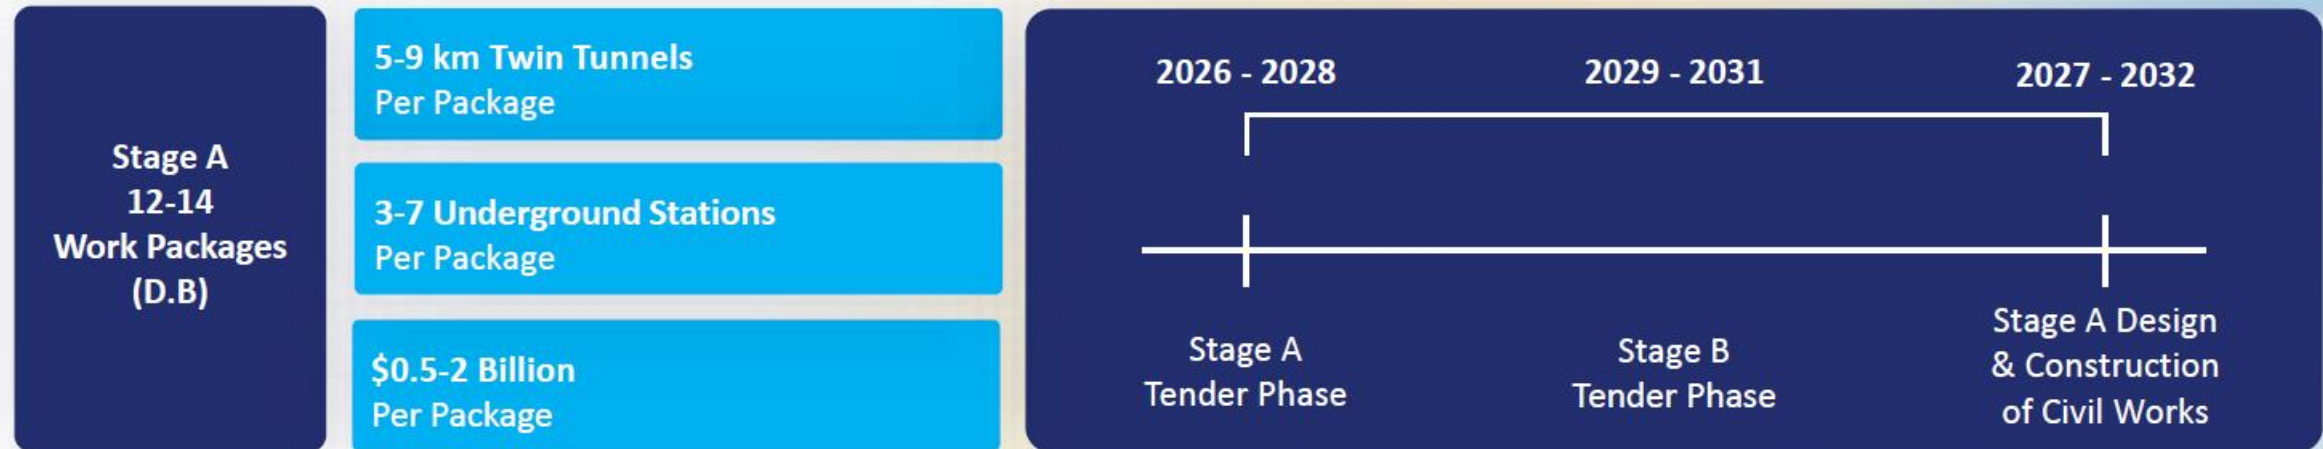 Stage A
12-14
Work Packages
(D.B)
5-9 km Twin Tunnels
Per Package
3-7 Underground Stations
Per Package
$0.5-2 Billion
Per Package
2026 - 2028
2029 - 2031
2027 - 2032
Stage A
Tender Phase
Stage B
Tender Phase
Stage A Design
& Construction
of Civil Works